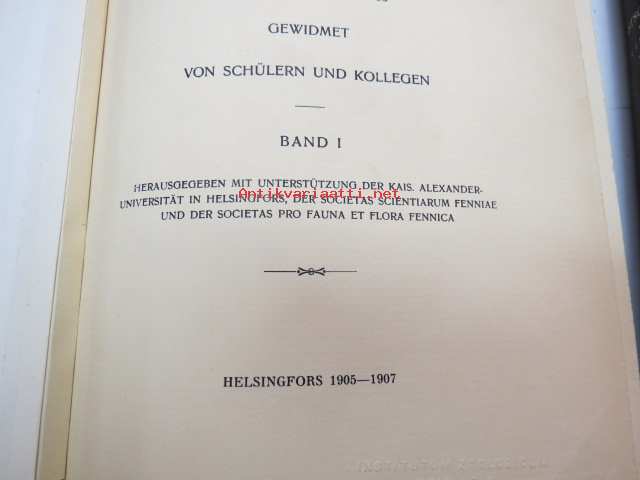 GEWIDMET
VON SCHÜLERN UND KOLLEGEN
BAND I
HERAUSGEGEBEN MIT UNTERSTÜTZUNG DER KAIS. ALEXANDER-
Antikvariaatti.net
UNIVERSITÄT IN HELSINGFORS, DER SOCIETAS SCIENTIARUM FENNIAE
UND DER SOCIETAS PRO FAUNA ET FLORA FENNICA
HELSINGFORS 1905—1907